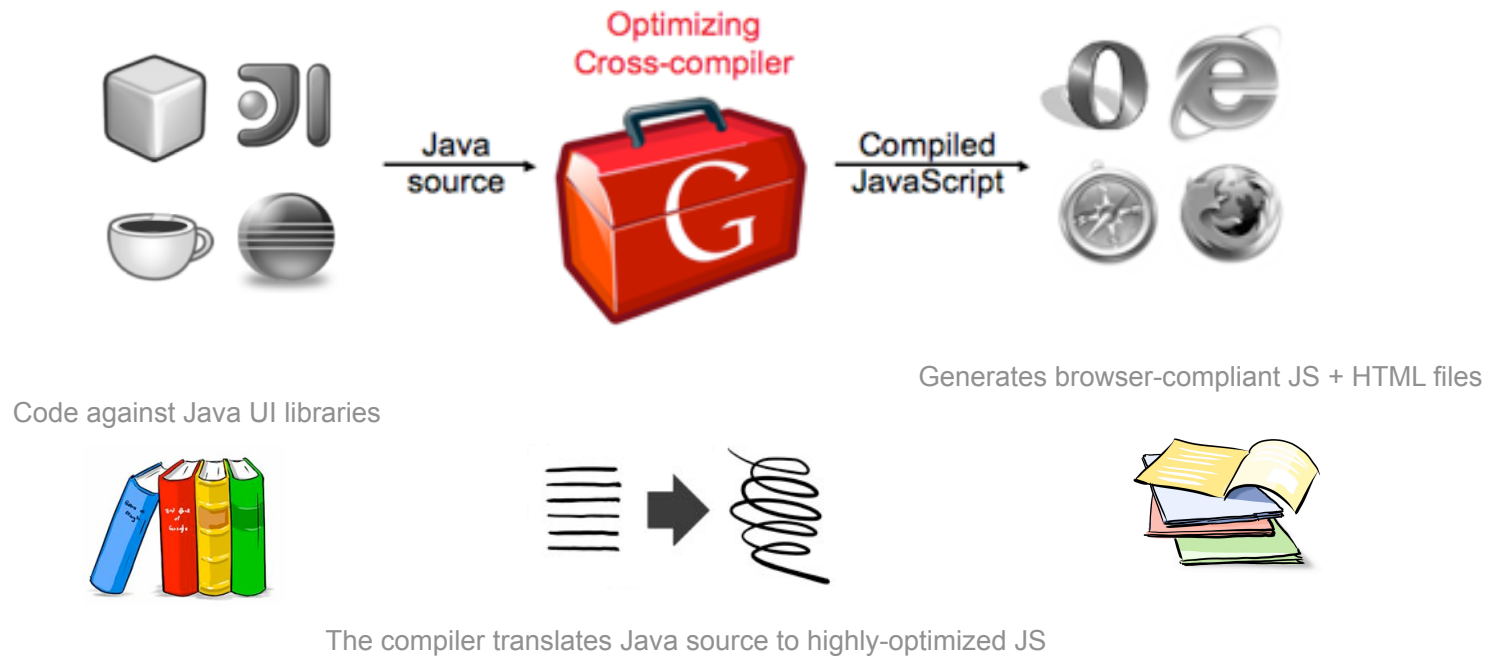 Optimizing
Cross-compiler
Java
source
G
Compiled
JavaScript
Generates browser-compliant JS + HTML files
Code against Java UI libraries
The compiler translates Java source to highly-optimized JS